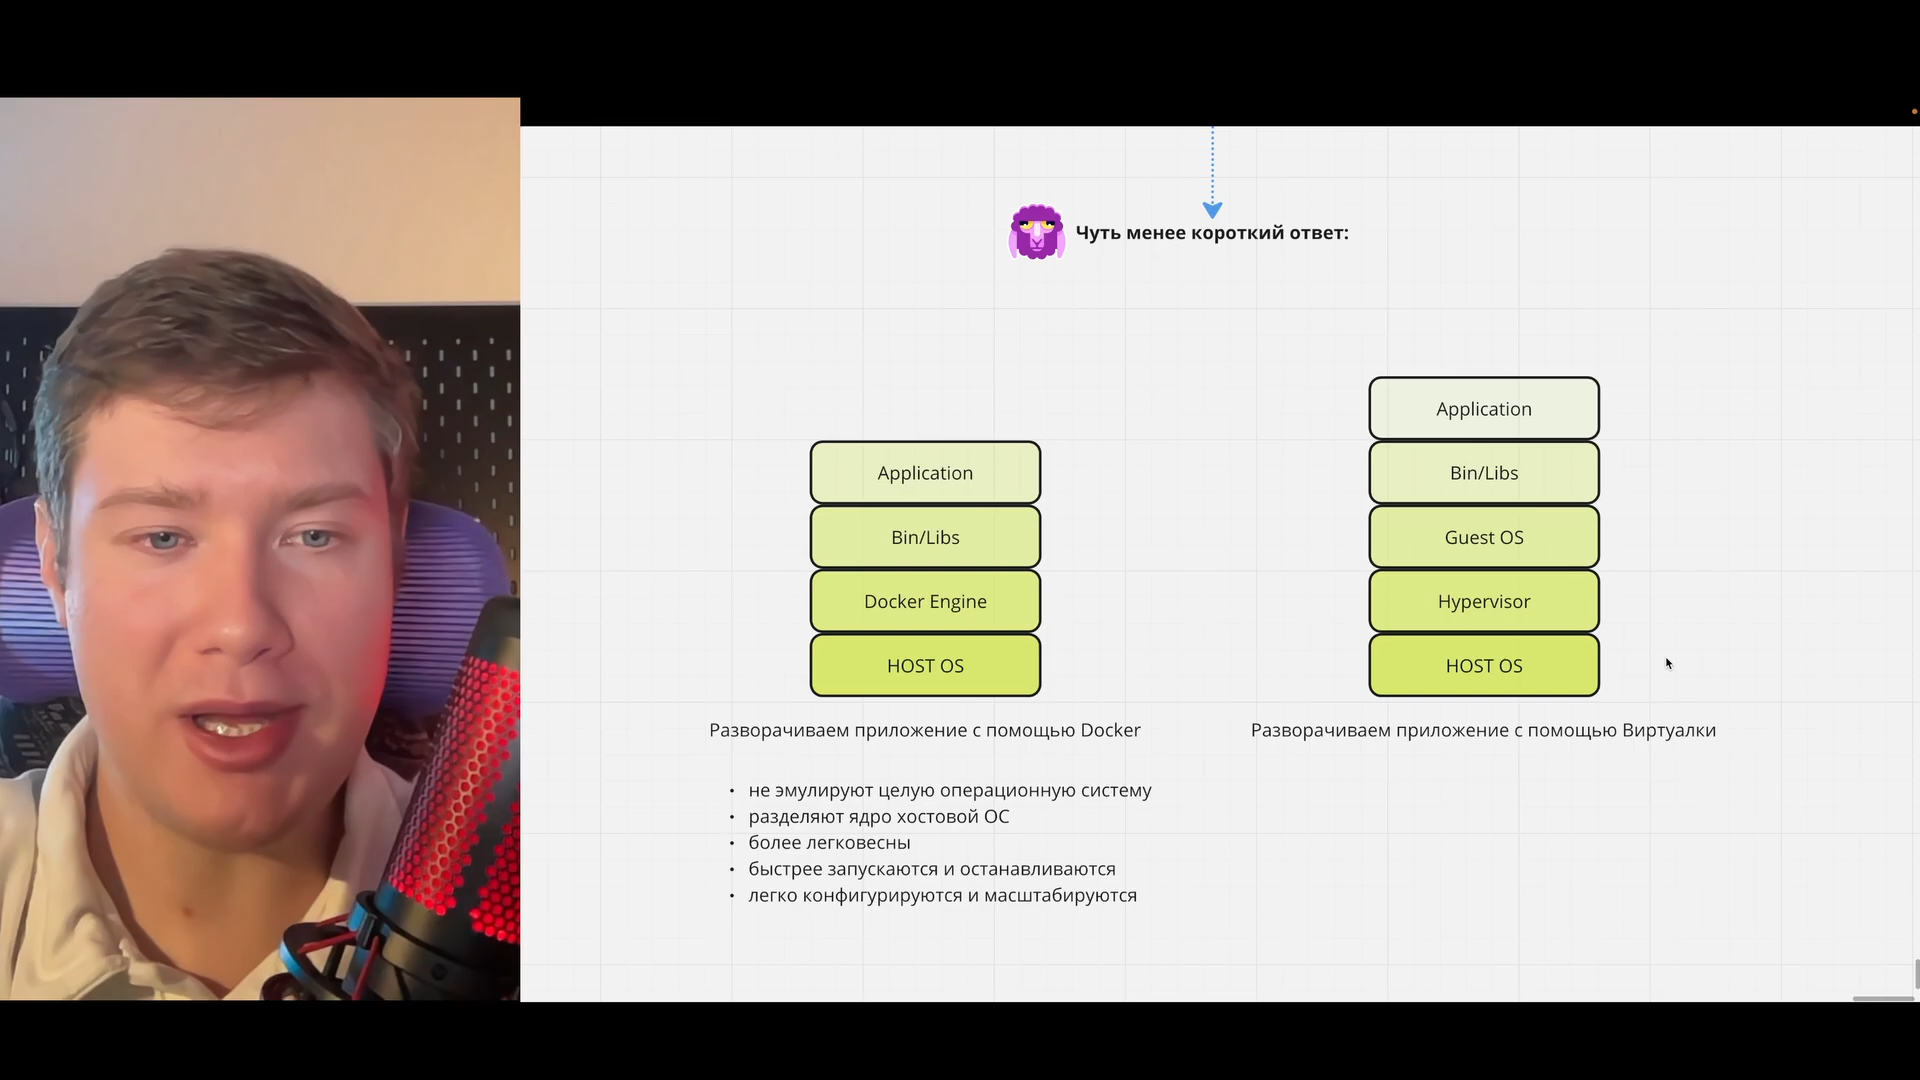 Чуть менее короткий ответ:
Application
Bin/Libs
Docker Engine
HOST OS
Разворачиваем приложение с помощью Docker
• не эмулируют целую операционную систему
• разделяют ядро хостовой ОС
• более легковесны
• быстрее запускаются и останавливаются
• легко конфигурируются и масштабируются
Application
Bin/Libs
Guest OS
Hypervisor
HOST OS
Разворачиваем приложение с помощью Виртуалки